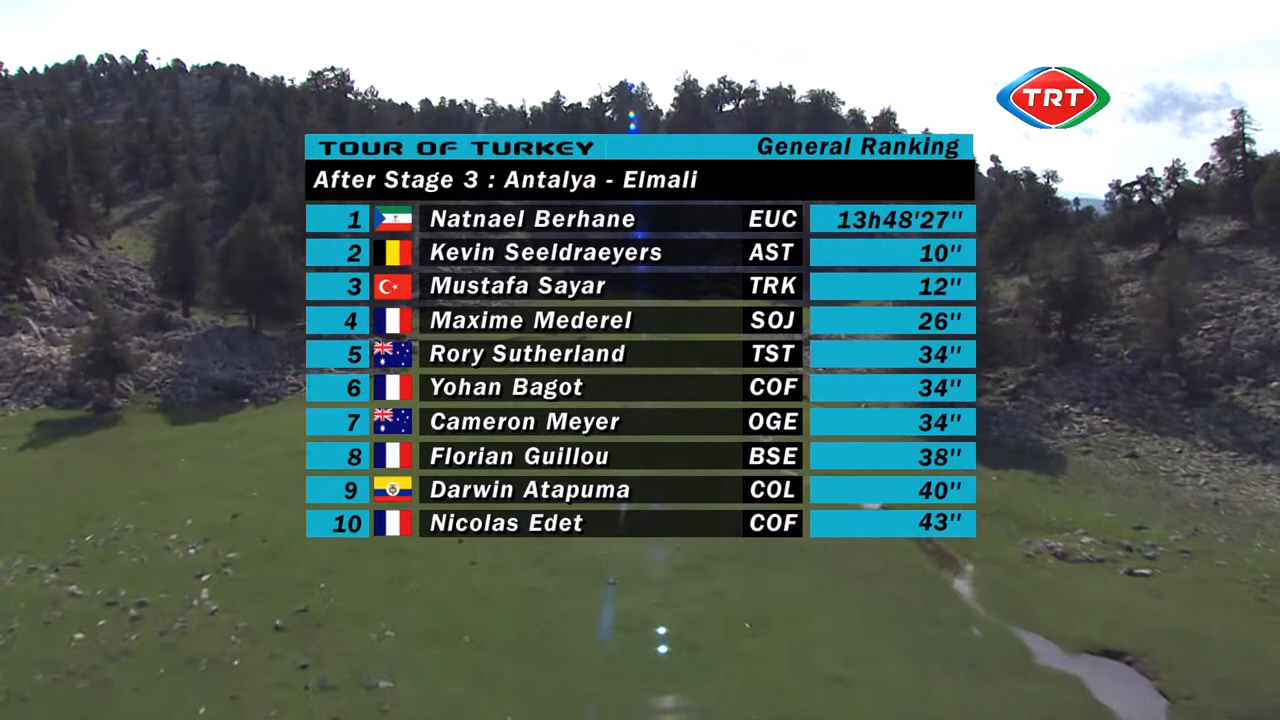 TRT
TOUR OF TURKEY General Ranking
After Stage 3 : Antalya - Elmali
1 Natnael Berhane EUC 13h48'27"
2 Kevin Seeldraeyers AST 10"
3 Mustafa Sayar TRK 12"
4 Maxime Mederel SOJ 26"
5 Rory Sutherland TST 34"
6 Yohan Bagot COF 34"
7 Cameron Meyer OGE 34"
8 Florian Guillou BSE 38"
9 Darwin Atapuma COL 40"
10 Nicolas Edet COF 43"